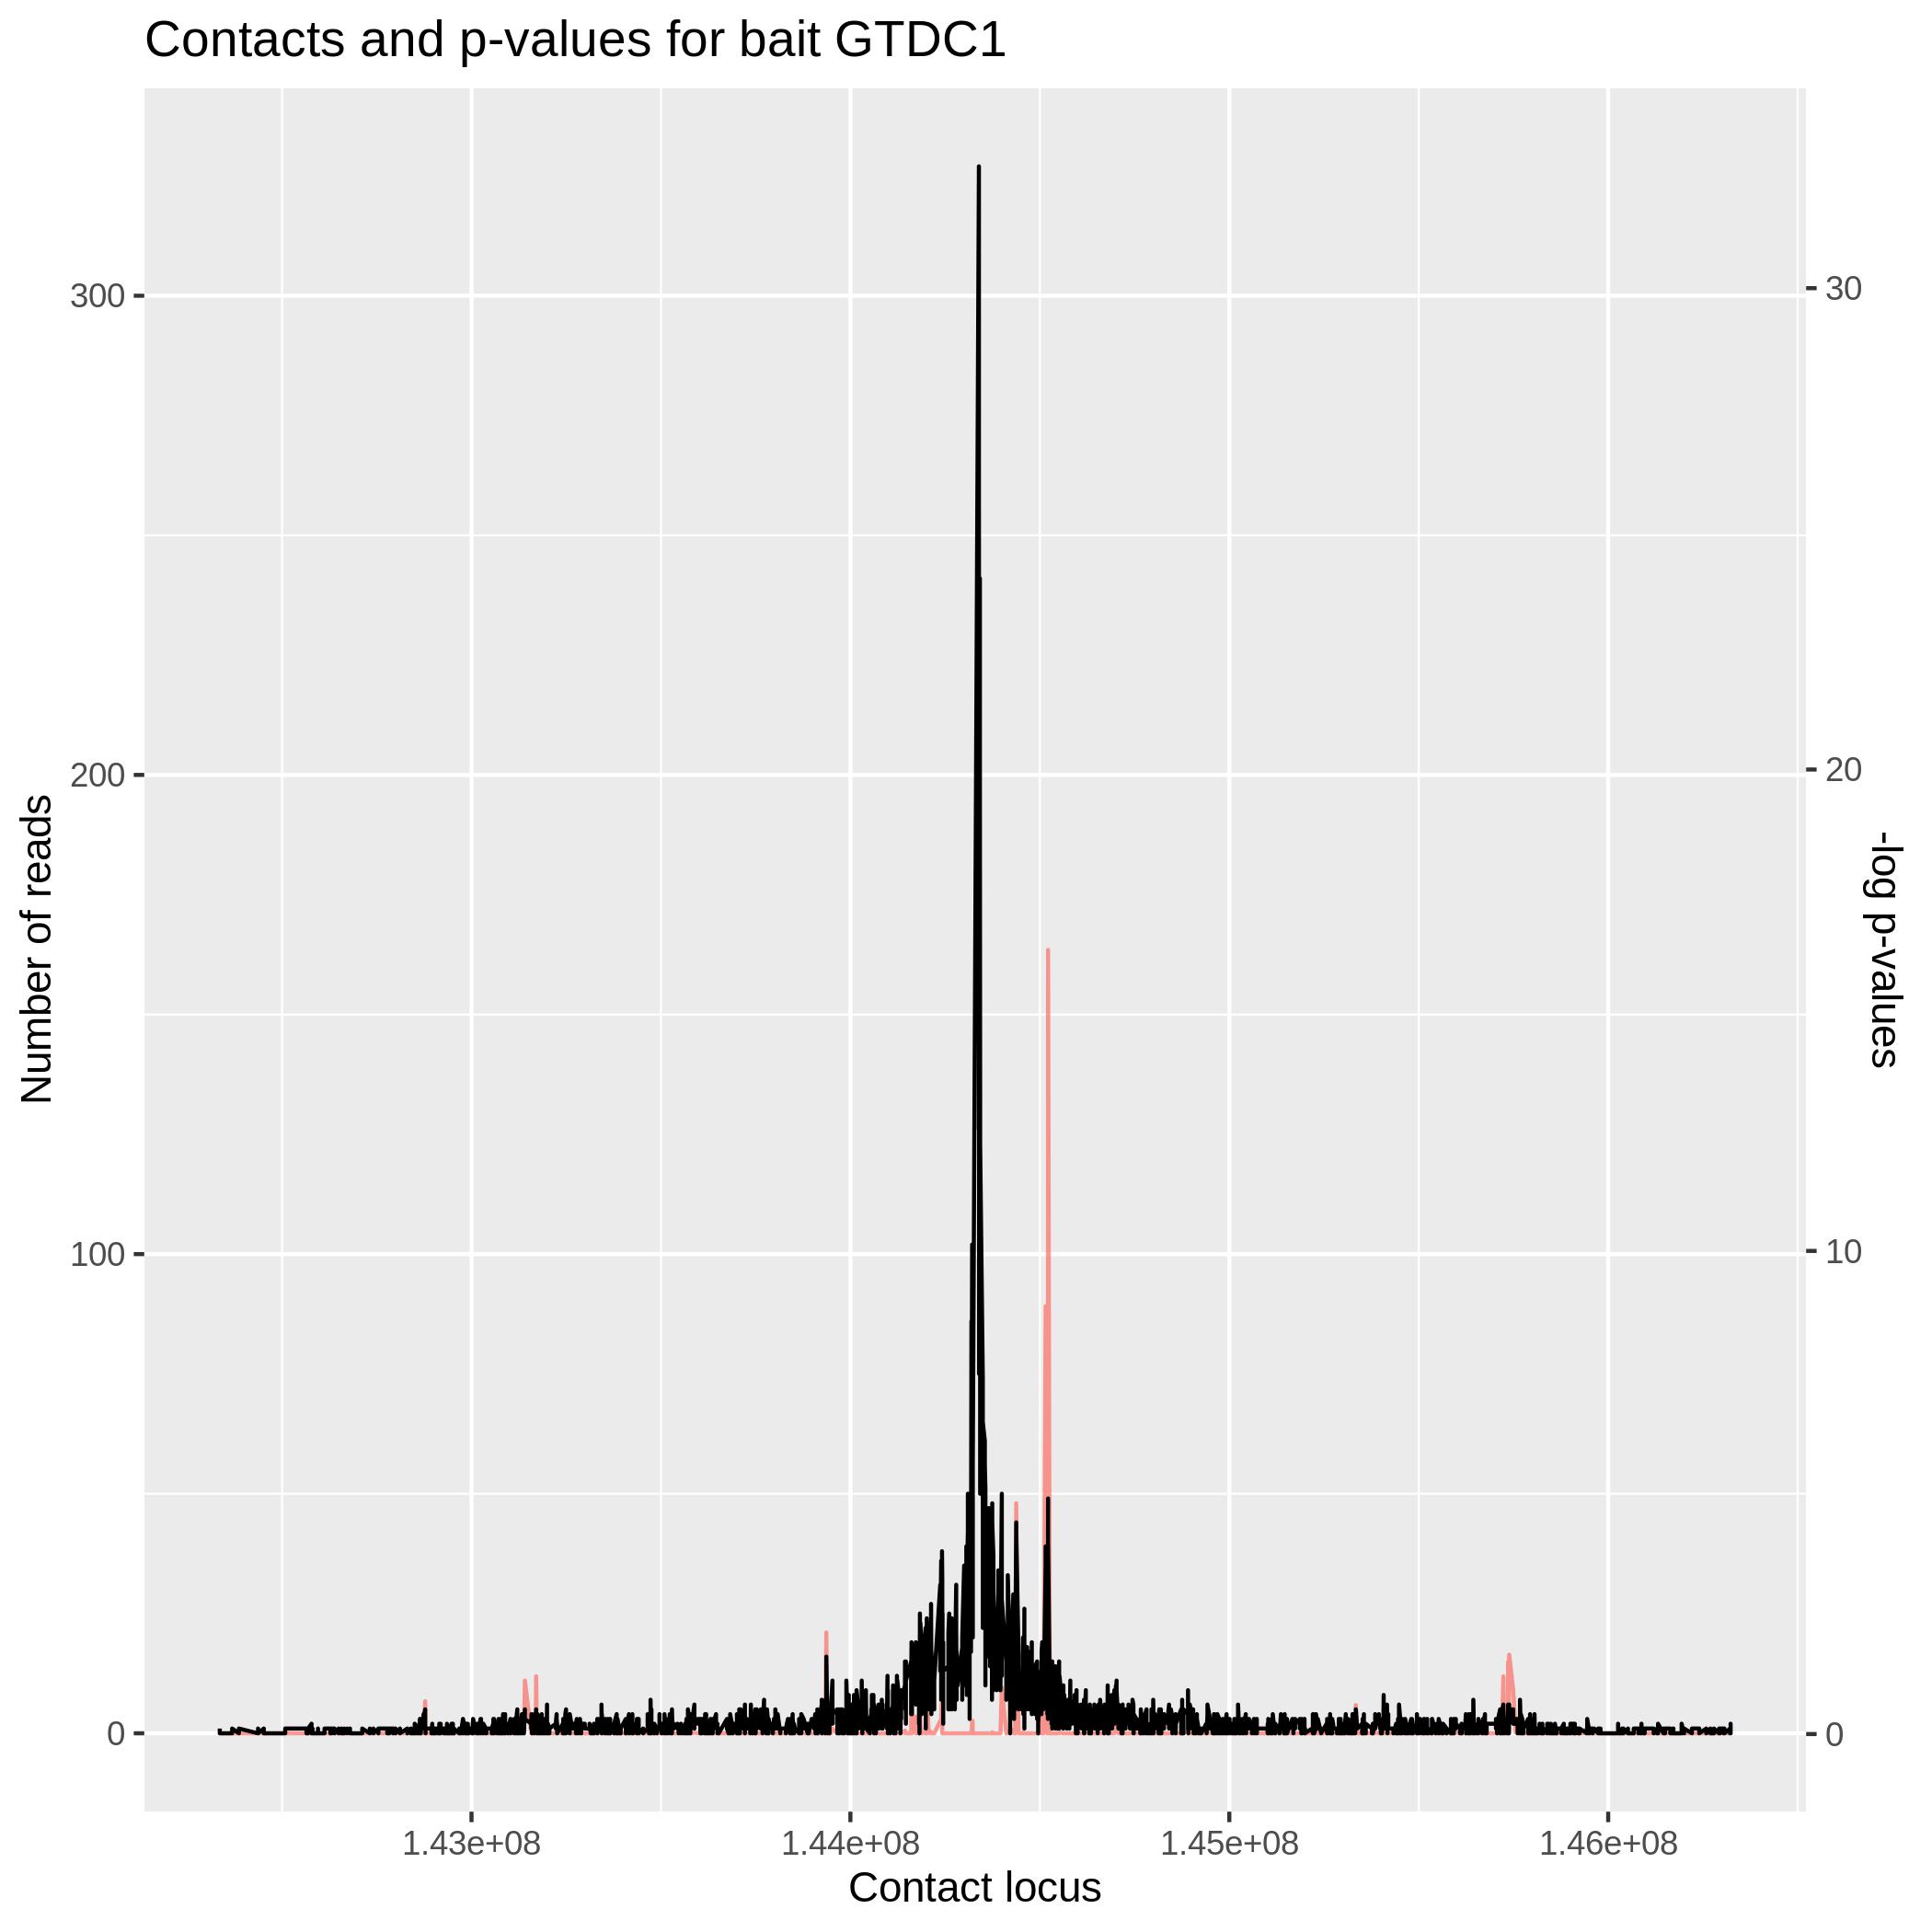 Contacts and p-values for bait GTDC1
Number of reads
300
200
100
0
30
20
10
0
-log p-values
1.43e+08
1.44e+08
1.45e+08
1.46e+08
Contact locus